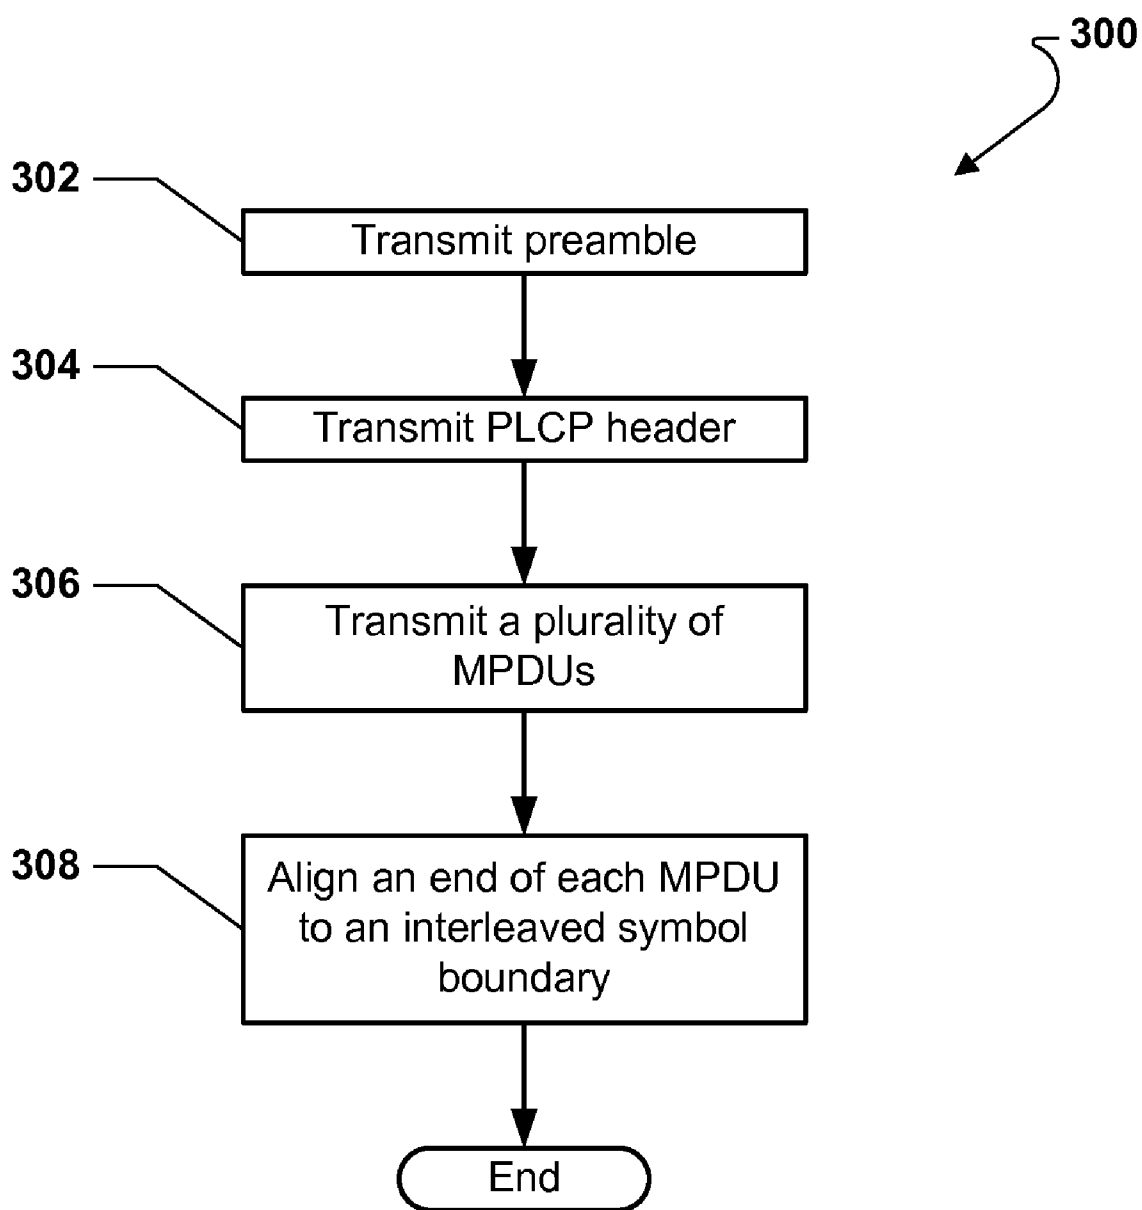 300
302
Transmit preamble
304
Transmit PLCP header
306
Transmit a plurality of
MPDUs
308
Align an end of each MPDU
to an interleaved symbol
boundary
End